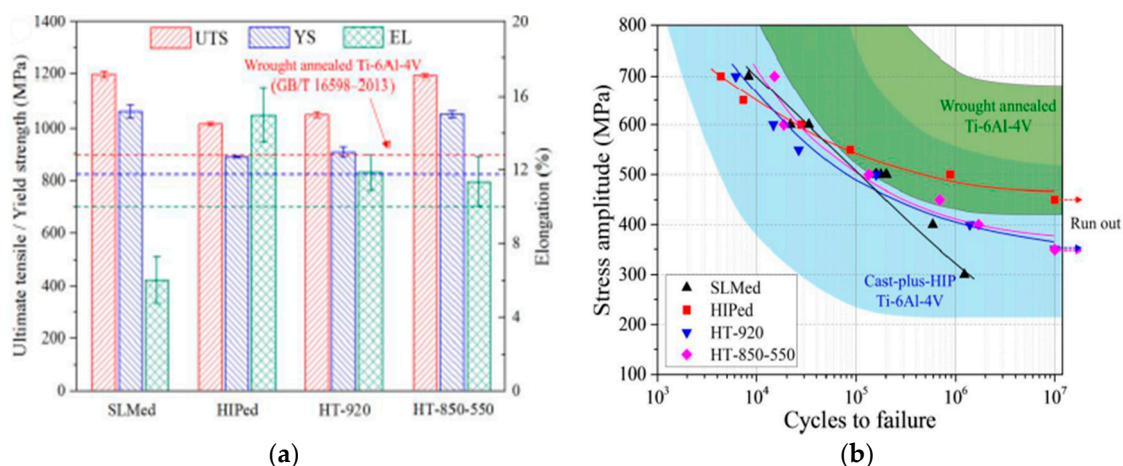 1400
1200
1000
800
600
400
200
0
Ultimate tensile / Yield strength (MPa)
UTS YS EL
Wrought annealed Ti-6Al-4V
(GB/T 16598–2013)
20
16
12
8
4
0
Elongation (%)
SLMed HIPed HT-920 HT-850-550
(a)
800
700
600
500
400
300
200
100
Stress amplitude (MPa)
Wrought annealed
Ti-6Al-4V
Run out
Cast-plus-HIP
Ti-6Al-4V
SLMed
HIPed
HT-920
HT-850-550
10³ 10⁴ 10⁵ 10⁶ 10⁷
Cycles to failure
(b)